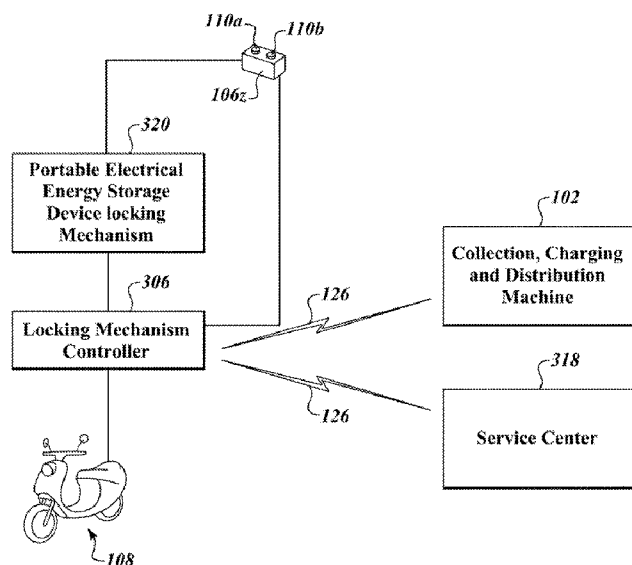 110a
110b
106z
320
Portable Electrical
Energy Storage
Device locking
Mechanism
102
Collection, Charging
and Distribution
Machine
306
126
Locking Mechanism
Controller
318
126
Service Center
108